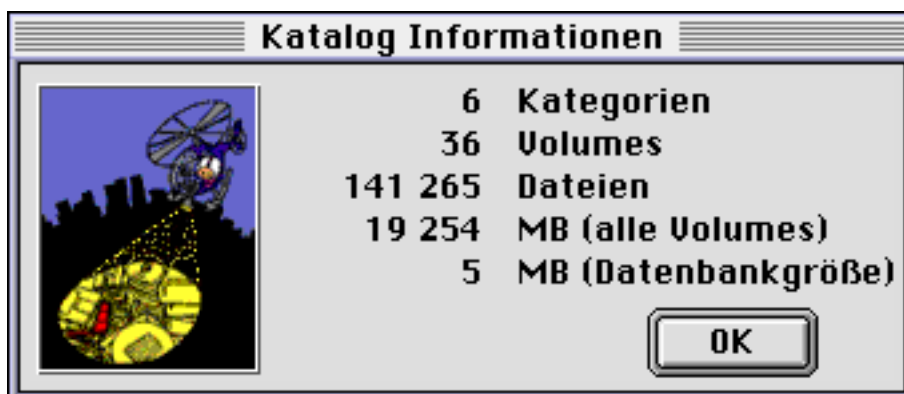 Katalog Informationen
6 Kategorien
36 Volumes
141 265 Dateien
19 254 MB (alle Volumes)
5 MB (Datenbankgröße)
OK